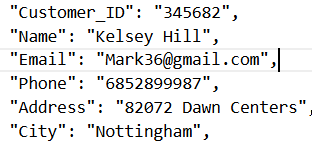 "Customer_ID": "345682",
"Name": "Kelsey Hill",
"Email": "Mark36@gmail.com",
"Phone": "6852899987",
"Address": "82072 Dawn Centers",
"City": "Nottingham",